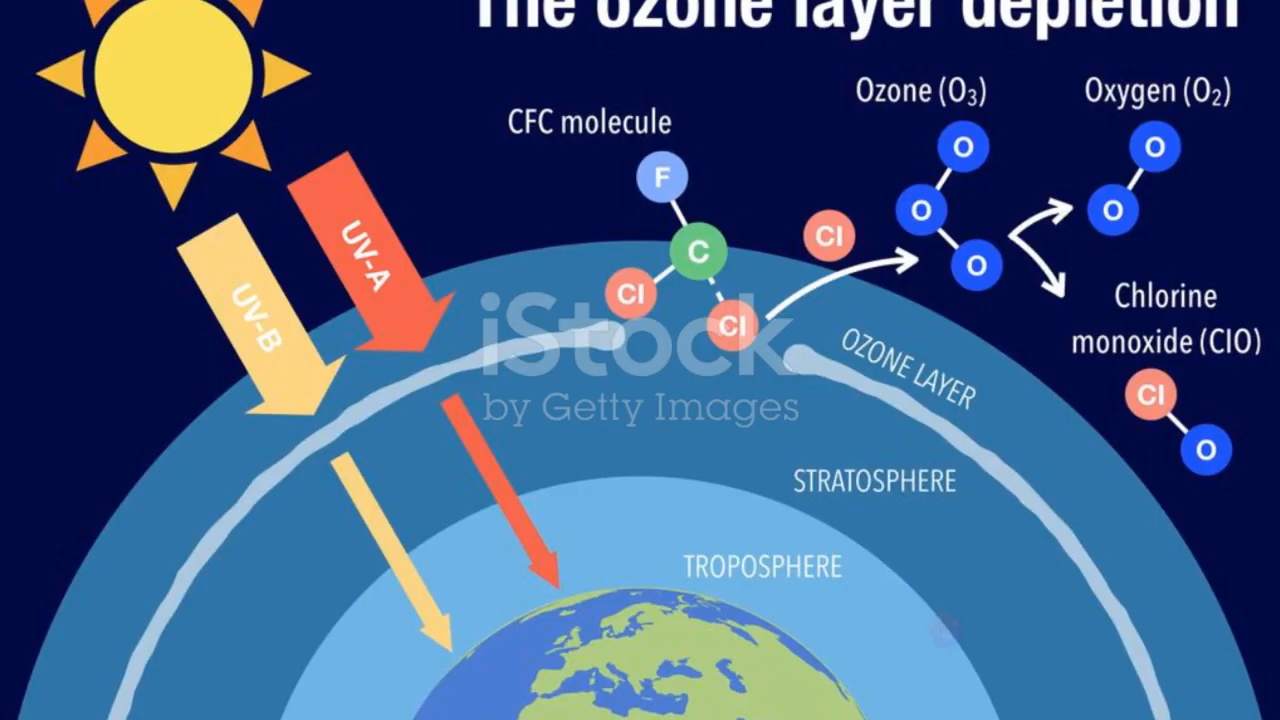 The ozone layer depletion
Ozone (O₃)
Oxygen (O₂)
CFC molecule
F
C
Cl
Cl
Cl
O
O
O
O
O
UV-A
UV-B
Chlorine
monoxide (ClO)
Cl
O
OZONE LAYER
STRATOSPHERE
TROPOSPHERE
iStock
by Getty Images